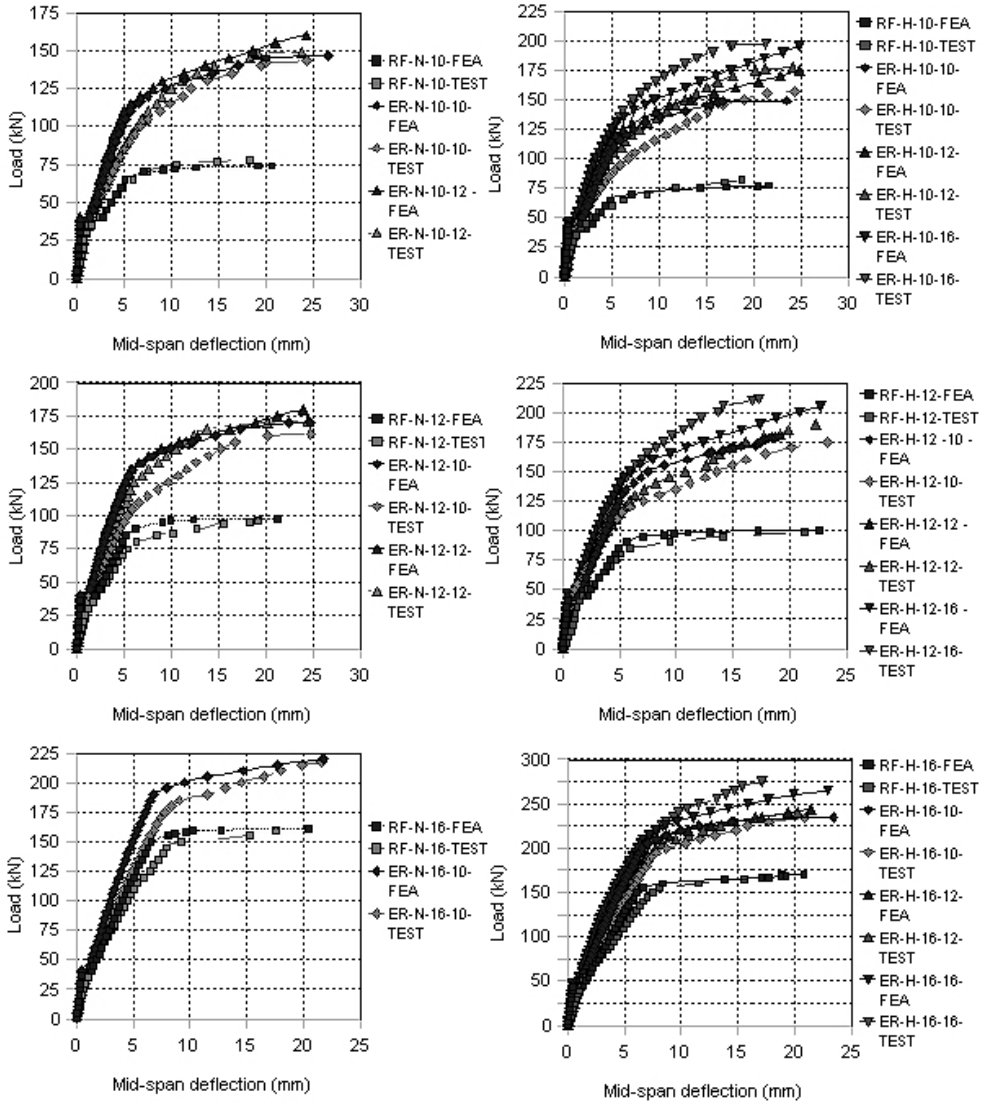 175
150
125
100
75
50
25
0
Load (kN)
0 5 10 15 20 25 30
Mid-span deflection (mm)
RF-N-10-FEA
RF-N-10-TEST
ER-N-10-10-
FEA
ER-N-10-10-
TEST
ER-N-10-12 -
FEA
ER-N-10-12-
TEST
225
200
175
150
125
100
75
50
25
0
Load (kN)
0 5 10 15 20 25 30
Mid-span deflection (mm)
RF-H-10-FEA
RF-H-10-TEST
ER-H-10-10-
FEA
ER-H-10-10-
TEST
ER-H-10-12-
FEA
ER-H-10-12-
TEST
ER-H-10-16-
FEA
ER-H-10-16-
TEST
200
175
150
125
100
75
50
25
0
Load (kN)
0 5 10 15 20 25 30
Mid-span deflection (mm)
RF-N-12-FEA
RF-N-12-TEST
ER-N-12-10-
FEA
ER-N-12-10-
TEST
ER-N-12-12-
FEA
ER-N-12-12-
TEST
225
200
175
150
125
100
75
50
25
0
Load (kN)
0 5 10 15 20 25
Mid-span deflection (mm)
RF-H-12-FEA
RF-H-12-TEST
ER-H-12 -10 -
FEA
ER-H-12-10-
TEST
ER-H-12-12 -
FEA
ER-H-12-12-
TEST
ER-H-12-16 -
FEA
ER-H-12-16-
TEST
225
200
175
150
125
100
75
50
25
0
Load (kN)
0 5 10 15 20 25
Mid-span deflection (mm)
RF-N-16-FEA
RF-N-16-TEST
ER-N-16-10-
FEA
ER-N-16-10-
TEST
300
250
200
150
100
50
0
Load (kN)
0 5 10 15 20 25
Mid-span deflection (mm)
RF-H-16-FEA
RF-H-16-TEST
ER-H-16-10-
FEA
ER-H-16-10-
TEST
ER-H-16-12-
FEA
ER-H-16-12-
TEST
ER-H-16-16-
FEA
ER-H-16-16-
TEST